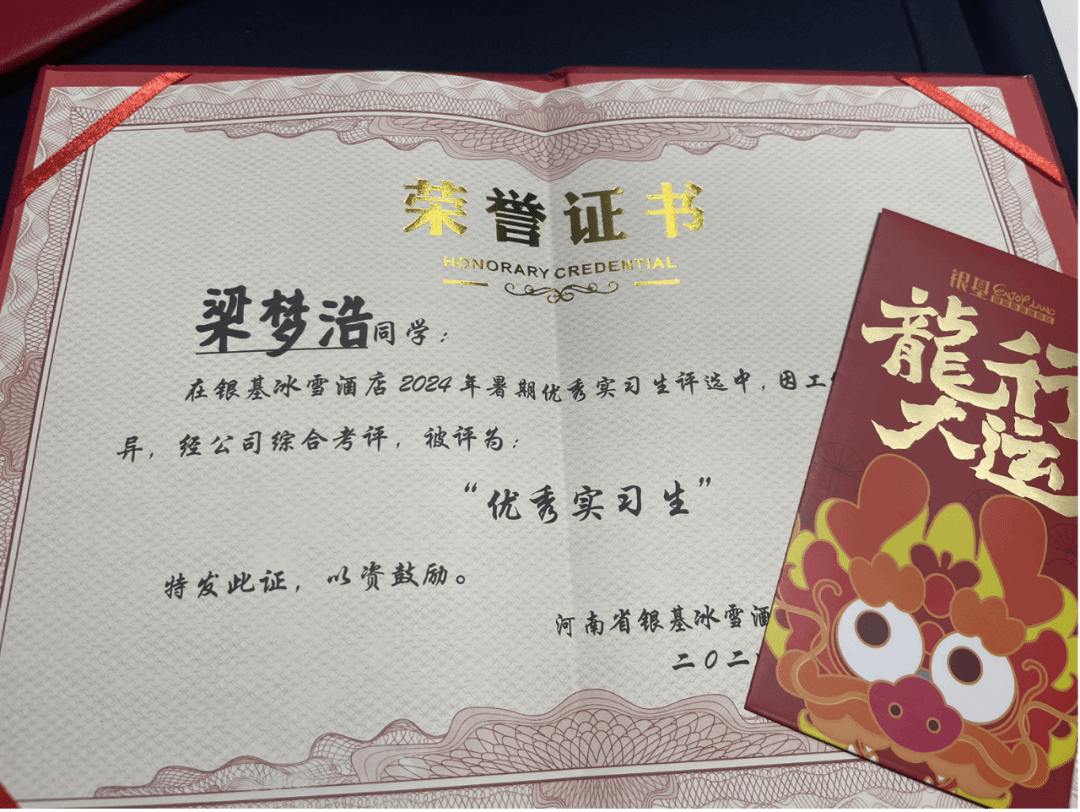 荣誉证书
HONORARY CREDENTIAL
梁梦浩同学：
在银基冰雪酒店2024年暑期优秀实习生评选中，因工
异，经公司综合考评，被评为：
“优秀实习生”
特发此证，以资鼓励。
河南省银基冰雪酒
二〇二
银基 ENJOYLAND
龍行
大运